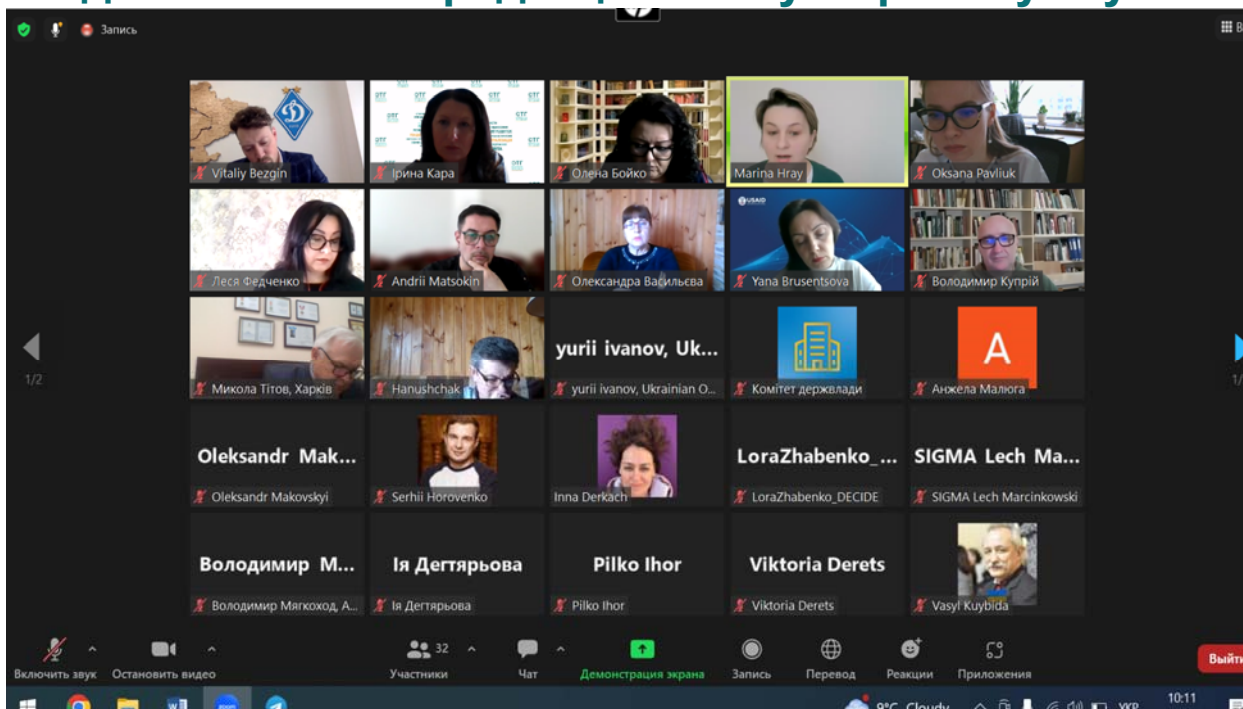 Запись
Vitaliy Bezgin
Ірина Кара
Олена Бойко
Marina Hray
Oksana Pavliuk
USAID
Леся Федченко
Andrii Matsokin
Олександра Васильєва
Yana Brusentsova
Володимир Купрій
yurii ivanov, Uk...
А
1/2
Микола Тітов, Харків
Hanushchak
yurii ivanov, Ukrainian O...
Комітет держвлади
Анжела Малюга
Oleksandr Mak...
LoraZhabenko_...
SIGMA Lech Ma...
Oleksandr Makovskyi
Serhii Horovenko
Inna Derkach
LoraZhabenko_DECIDE
SIGMA Lech Marcinkowski
Володимир М...
Ія Дегтярьова
Pilko Ihor
Viktoria Derets
Володимир Мягкоход, А...
Ія Дегтярьова
Pilko Ihor
Viktoria Derets
Vasyl Kuybida
32
Включить звук
Остановить видео
Участники
Чат
Демонстрация экрана
Запись
Перевод
Реакции
Приложения
Выйти
9°C Cloudy
УКР
10:11